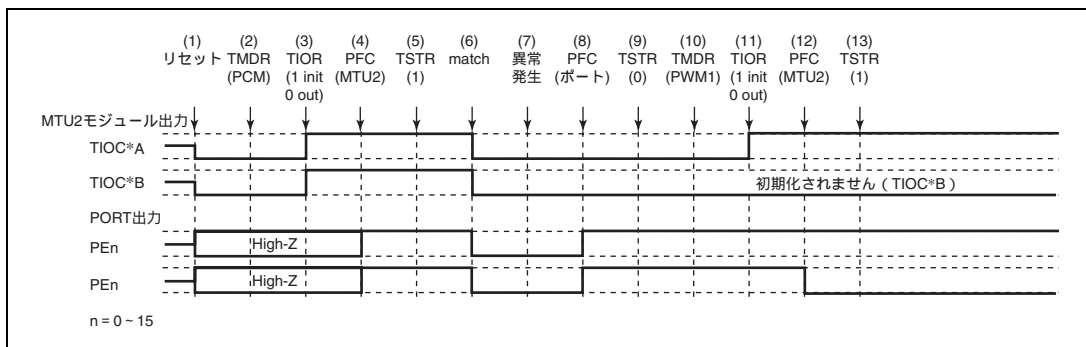 (1) (2) (3) (4) (5) (6) (7) (8) (9) (10) (11) (12) (13)
リセット TMDR TIOR PFC TSTR match 異常 PFC TSTR TMDR TIOR PFC TSTR
(PCM) (1 init (MTU2) (1) 発生 (ポート) (0) (PWM1) (1 init (MTU2) (1)
0 out) 0 out)
MTU2モジュール出力
TIOC*A
TIOC*B 初期化されません（TIOC*B）
PORT出力
PEn High-Z
PEn High-Z
n = 0 ~ 15